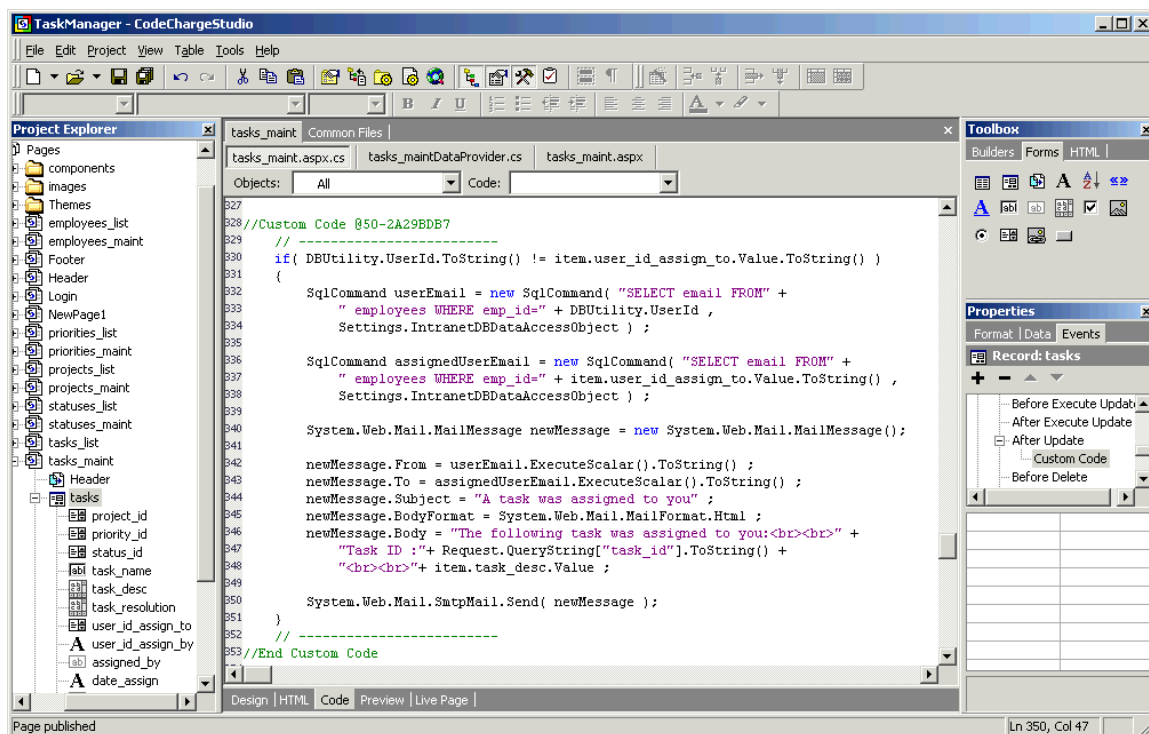 TaskManager - CodeChargeStudio
File Edit Project View Table Tools Help
B I U
Project Explorer
Pages
components
images
Themes
employees_list
employees_maint
Footer
Header
Login
NewPage1
priorities_list
priorities_maint
projects_list
projects_maint
statuses_list
statuses_maint
tasks_list
tasks_maint
Header
tasks
project_id
priority_id
status_id
task_name
task_desc
task_resolution
user_id_assign_to
user_id_assign_by
assigned_by
date_assign
tasks_maint Common Files
tasks_maint.aspx.cs tasks_maintDataProvider.cs tasks_maint.aspx
Objects: All Code:
327
328 //Custom Code @50-2A29BDB7
329 // -------------------------
330 if( DBUtility.UserId.ToString() != item.user_id_assign_to.Value.ToString() )
331 {
332 SqlCommand userEmail = new SqlCommand( "SELECT email FROM" +
333 " employees WHERE emp_id=" + DBUtility.UserId ,
334 Settings.IntranetDBDataAccessObject ) ;
335
336 SqlCommand assignedUserEmail = new SqlCommand( "SELECT email FROM" +
337 " employees WHERE emp_id=" + item.user_id_assign_to.Value.ToString() ,
338 Settings.IntranetDBDataAccessObject ) ;
339
340 System.Web.Mail.MailMessage newMessage = new System.Web.Mail.MailMessage();
341
342 newMessage.From = userEmail.ExecuteScalar().ToString() ;
343 newMessage.To = assignedUserEmail.ExecuteScalar().ToString() ;
344 newMessage.Subject = "A task was assigned to you" ;
345 newMessage.BodyFormat = System.Web.Mail.MailFormat.Html ;
346 newMessage.Body = "The following task was assigned to you:<br><br>" +
347 "Task ID :"+ Request.QueryString["task_id"].ToString() +
348 "<br><br>"+ item.task_desc.Value ;
349
350 System.Web.Mail.SmtpMail.Send( newMessage );
351 }
352 // -------------------------
353 //End Custom Code
Design HTML Code Preview Live Page
Toolbox
Builders Forms HTML
Properties
Format Data Events
Record: tasks
Before Execute Update
After Execute Update
After Update
Custom Code
Before Delete
Page published
Ln 350, Col 47